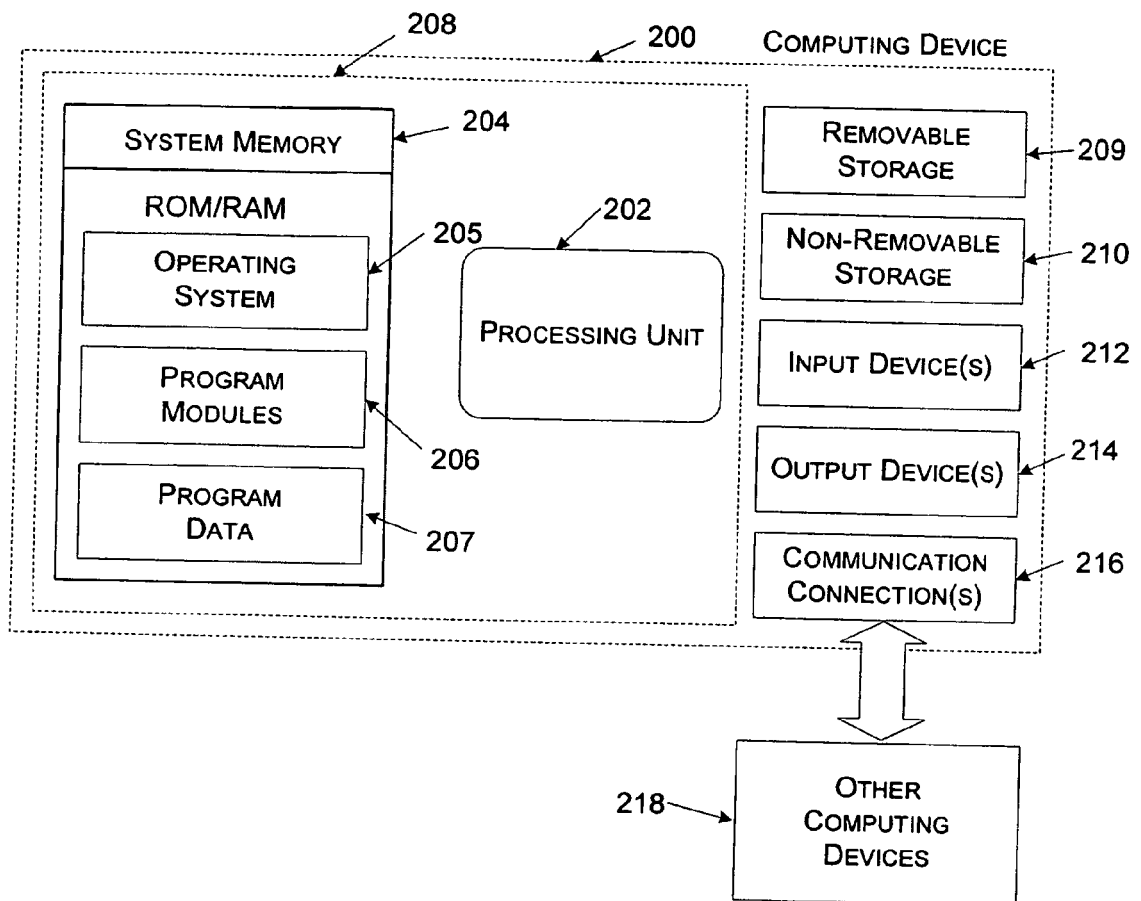 208
200
COMPUTING DEVICE
SYSTEM MEMORY
204
ROM/RAM
205
OPERATING
SYSTEM
PROGRAM
MODULES
206
PROGRAM
DATA
207
202
PROCESSING UNIT
REMOVABLE
STORAGE
209
NON-REMOVABLE
STORAGE
210
INPUT DEVICE(S)
212
OUTPUT DEVICE(S)
214
COMMUNICATION
CONNECTION(S)
216
218
OTHER
COMPUTING
DEVICES